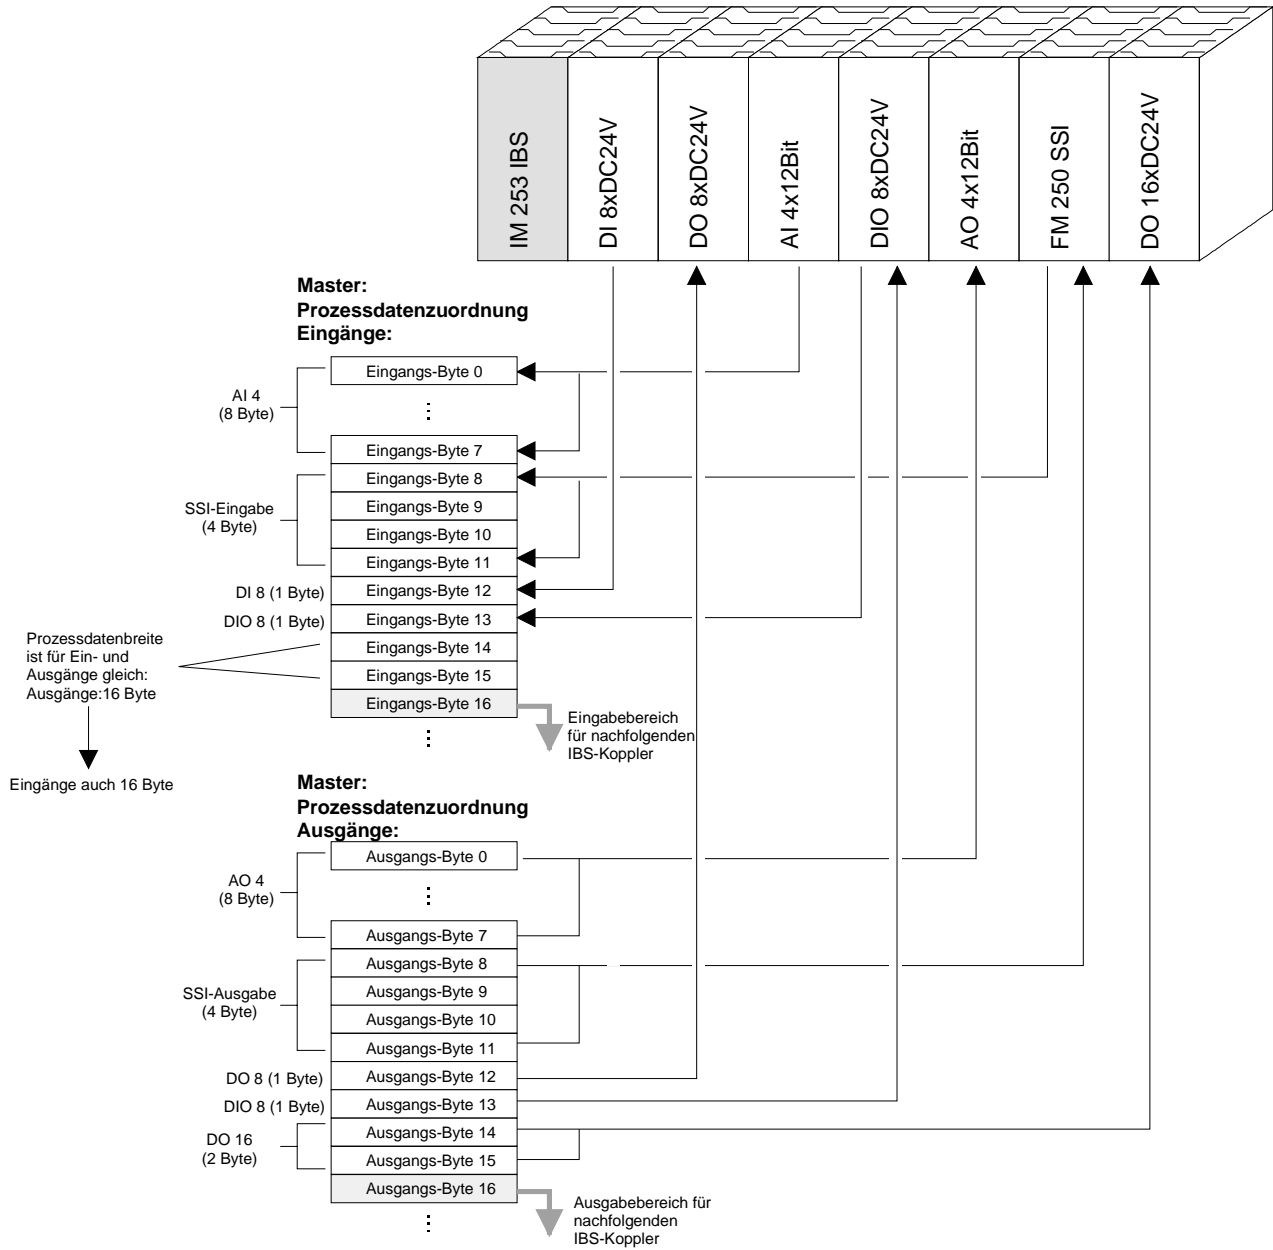 IM 253 IBS
DI 8xDC24V
DO 8xDC24V
AI 4x12Bit
DIO 8xDC24V
AO 4x12Bit
FM 250 SSI
DO 16xDC24V
Master:
Prozessdatenzuordnung
Eingänge:
AI 4
(8 Byte)
Eingangs-Byte 0
Eingangs-Byte 7
SSI-Eingabe
(4 Byte)
Eingangs-Byte 8
Eingangs-Byte 9
Eingangs-Byte 10
Eingangs-Byte 11
DI 8 (1 Byte)
Eingangs-Byte 12
DIO 8 (1 Byte)
Eingangs-Byte 13
Prozessdatenbreite
ist für Ein- und
Ausgänge gleich:
Ausgänge:16 Byte
Eingänge auch 16 Byte
Eingangs-Byte 14
Eingangs-Byte 15
Eingangs-Byte 16
Eingabebereich
für nachfolgenden
IBS-Koppler
Master:
Prozessdatenzuordnung
Ausgänge:
AO 4
(8 Byte)
Ausgangs-Byte 0
Ausgangs-Byte 7
SSI-Ausgabe
(4 Byte)
Ausgangs-Byte 8
Ausgangs-Byte 9
Ausgangs-Byte 10
Ausgangs-Byte 11
DO 8 (1 Byte)
Ausgangs-Byte 12
DIO 8 (1 Byte)
Ausgangs-Byte 13
DO 16
(2 Byte)
Ausgangs-Byte 14
Ausgangs-Byte 15
Ausgangs-Byte 16
Ausgabebereich für
nachfolgenden
IBS-Koppler